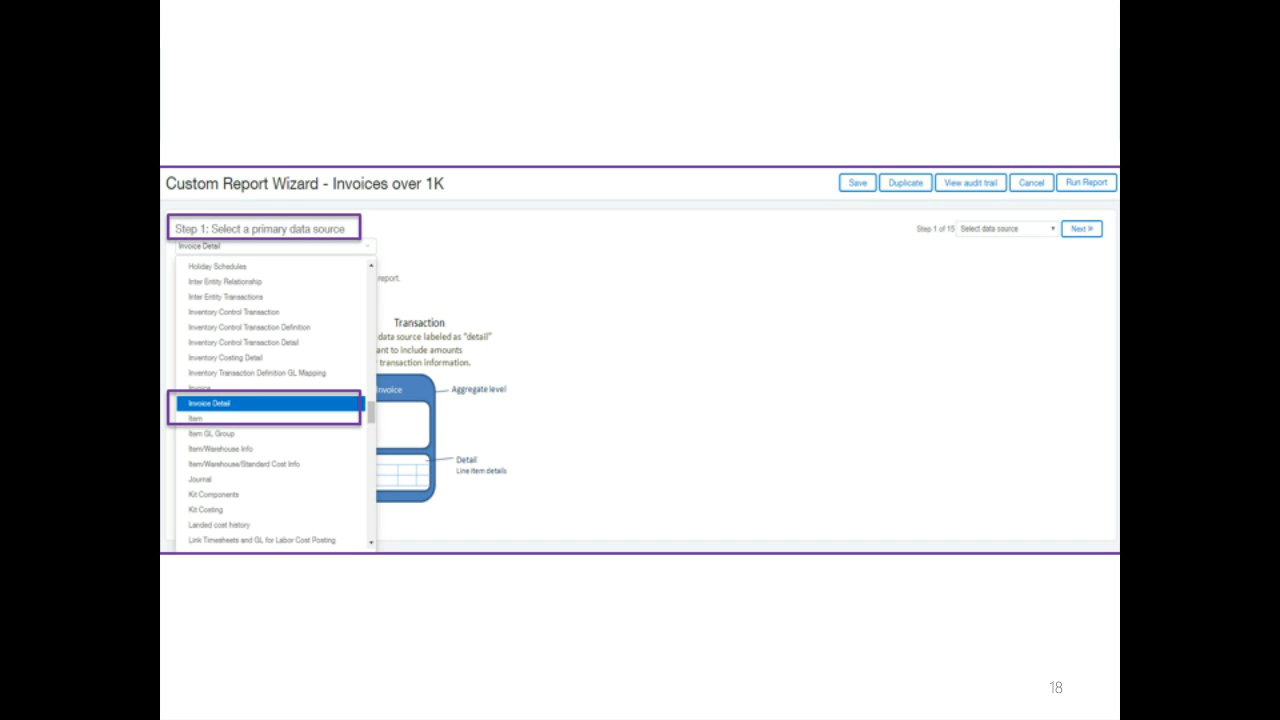 Custom Report Wizard - Invoices over 1K
Save
Duplicate
View audit trail
Cancel
Run Report
Step 1: Select a primary data source
Step 1 of 15
Select data source
Next »
Invoice Detail
Holiday Schedules
Inter Entity Relationship
Inter Entity Transactions
Inventory Control Transaction
Inventory Control Transaction Definition
Inventory Control Transaction Detail
Inventory Costing Detail
Inventory Transaction Definition GL Mapping
Invoice
Invoice Detail
Item
Item GL Group
Item/Warehouse Info
Item/Warehouse/Standard Cost Info
Journal
Kit Components
Kit Costing
Landed cost history
Link Timesheets and GL for Labor Cost Posting
report.
Transaction
data source labeled as "detail"
ant to include amounts
transaction information.
Invoice
Aggregate level
Detail
Line item details
18